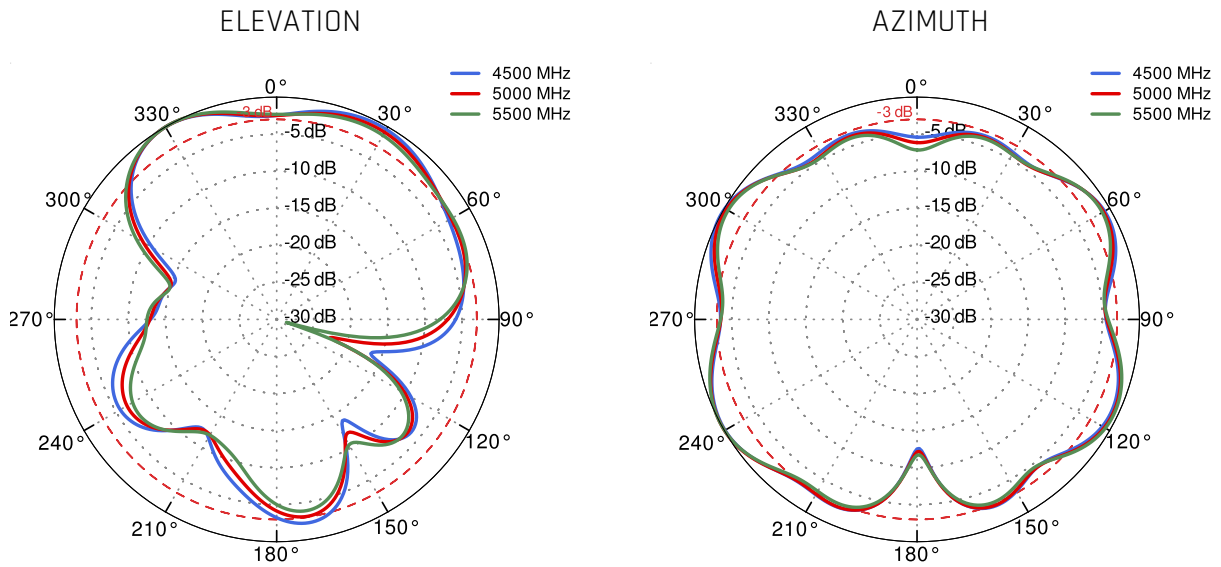 ELEVATION
4500 MHz
5000 MHz
5500 MHz
0°
30°
60°
90°
120°
150°
180°
210°
240°
270°
300°
330°
-3 dB
-5 dB
-10 dB
-15 dB
-20 dB
-25 dB
-30 dB
AZIMUTH
4500 MHz
5000 MHz
5500 MHz
0°
30°
60°
90°
120°
150°
180°
210°
240°
270°
300°
330°
-3 dB
-5 dB
-10 dB
-15 dB
-20 dB
-25 dB
-30 dB